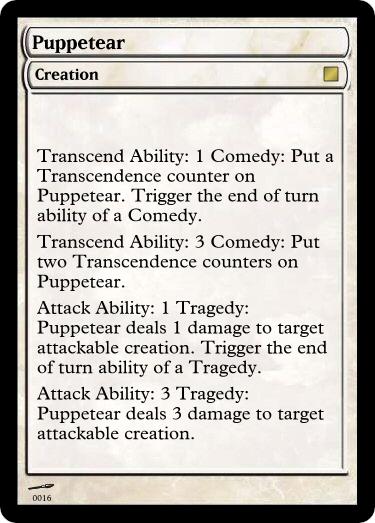 Puppetear
Creation
Transcend Ability: 1 Comedy: Put a
Transcendence counter on
Puppetear. Trigger the end of turn
ability of a Comedy.
Transcend Ability: 3 Comedy: Put
two Transcendence counters on
Puppetear.
Attack Ability: 1 Tragedy:
Puppetear deals 1 damage to target
attackable creation. Trigger the end
of turn ability of a Tragedy.
Attack Ability: 3 Tragedy:
Puppetear deals 3 damage to target
attackable creation.
0016